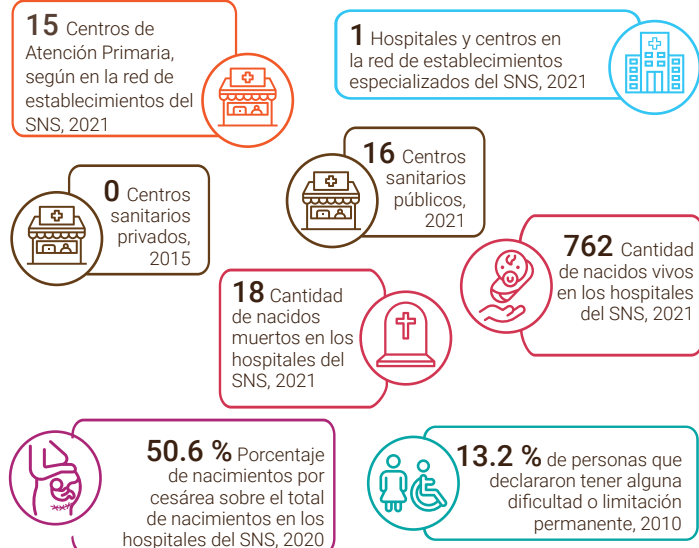 15 Centros de
Atención Primaria,
según en la red de
establecimientos del
SNS, 2021
1 Hospitales y centros en
la red de establecimientos
especializados del SNS, 2021
0 Centros
sanitarios
privados,
2015
16 Centros
sanitarios
públicos,
2021
762 Cantidad
de nacidos vivos
en los hospitales
del SNS, 2021
18 Cantidad
de nacidos
muertos en los
hospitales del
SNS, 2021
50.6 % Porcentaje
de nacimientos por
cesárea sobre el total
de nacimientos en los
hospitales del SNS, 2020
13.2 % de personas que
declararon tener alguna
dificultad o limitación
permanente, 2010